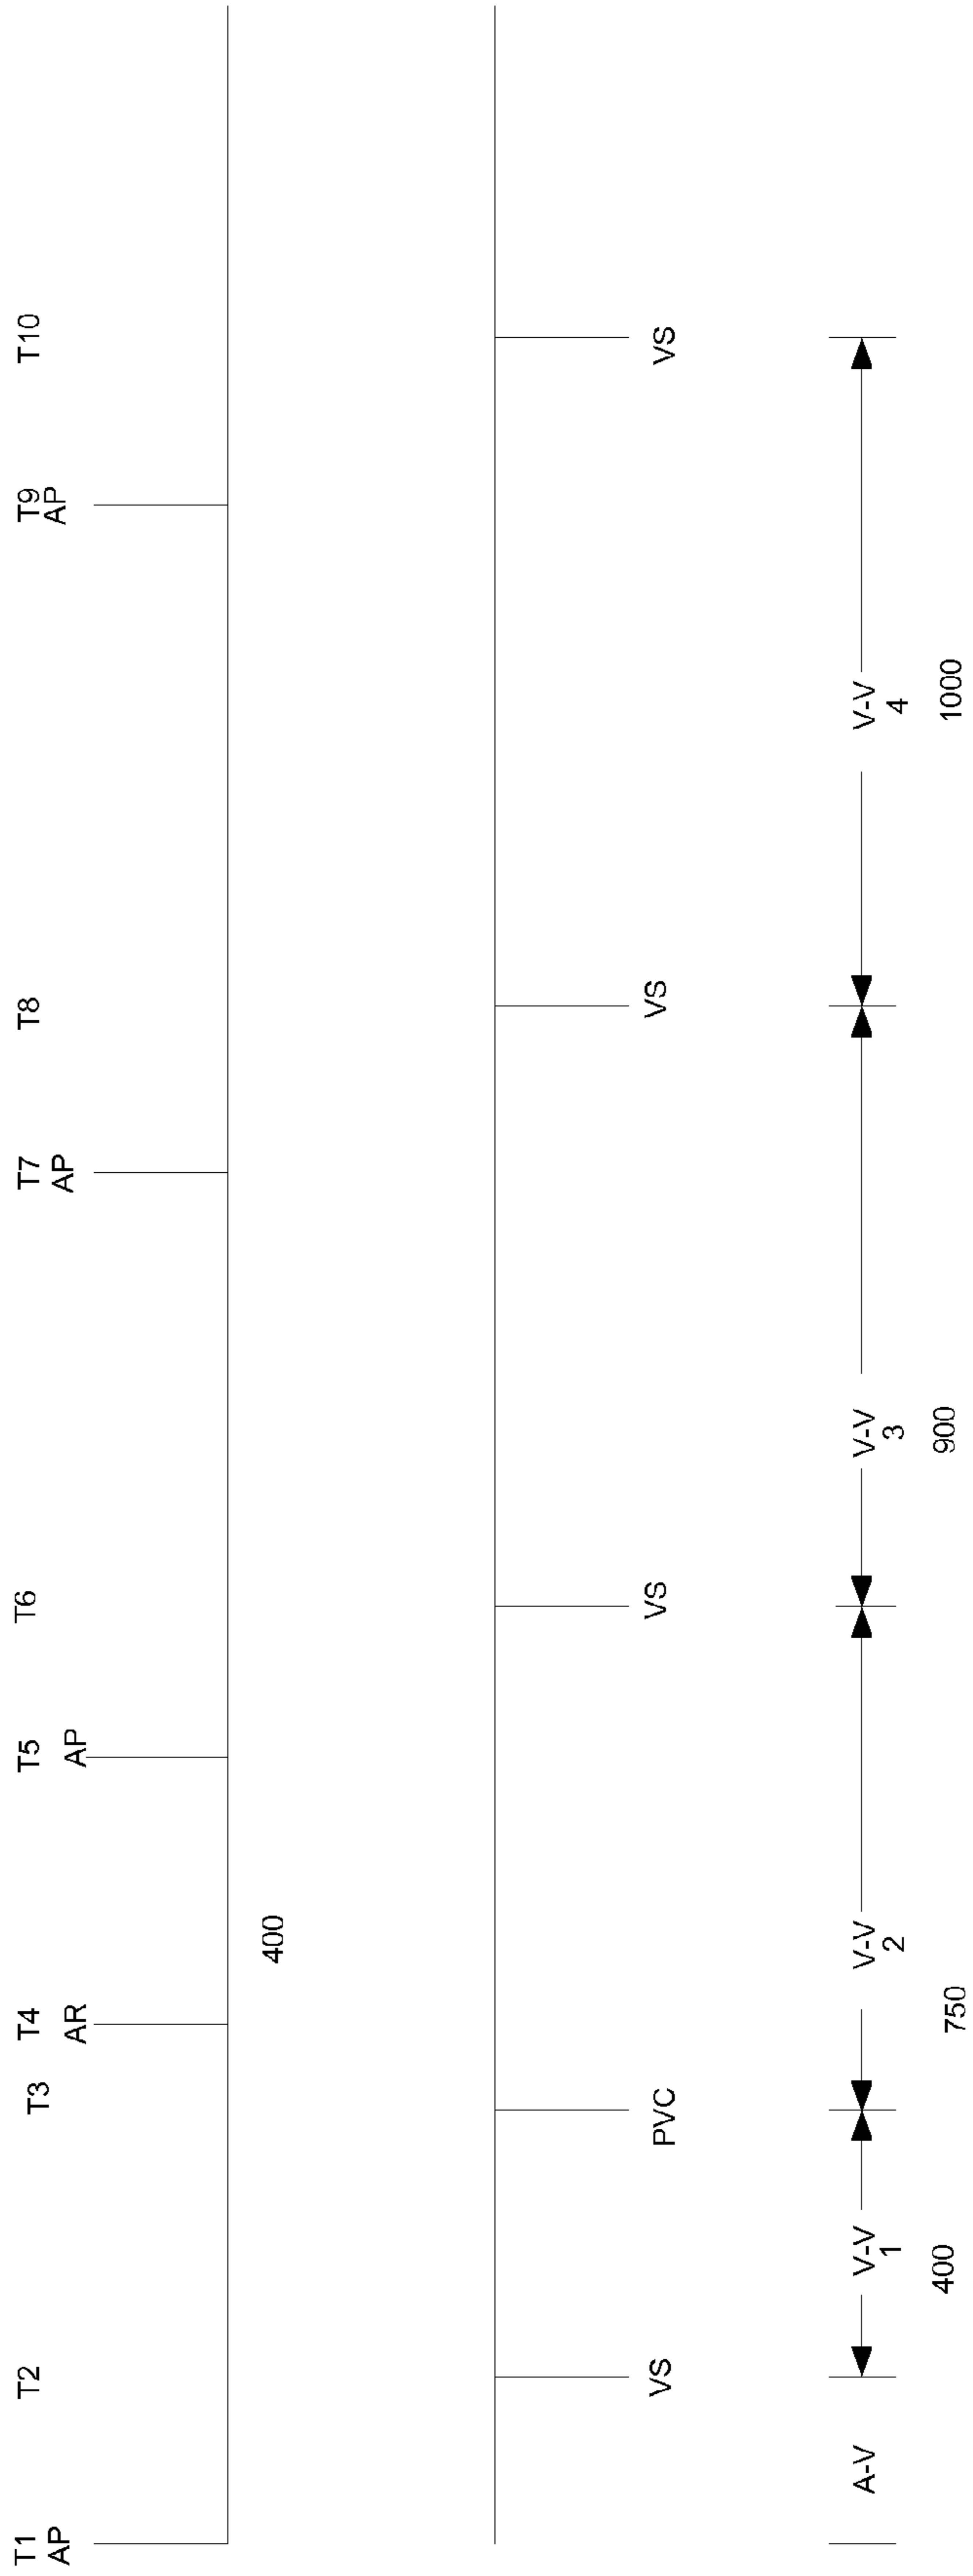 T1 T2 T3 T4 T5 T6 T7 T8 T9 T10
AP AR AP AP AP
400
VS PVC VS VS VS
A-V V-V V-V V-V V-V
1 2 3 4
400 750 900 1000